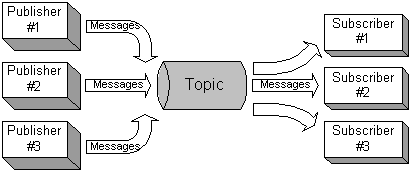 Publisher
#1
Messages
Subscriber
#1
Publisher
#2
Messages
Topic
Messages
Subscriber
#2
Publisher
#3
Messages
Subscriber
#3